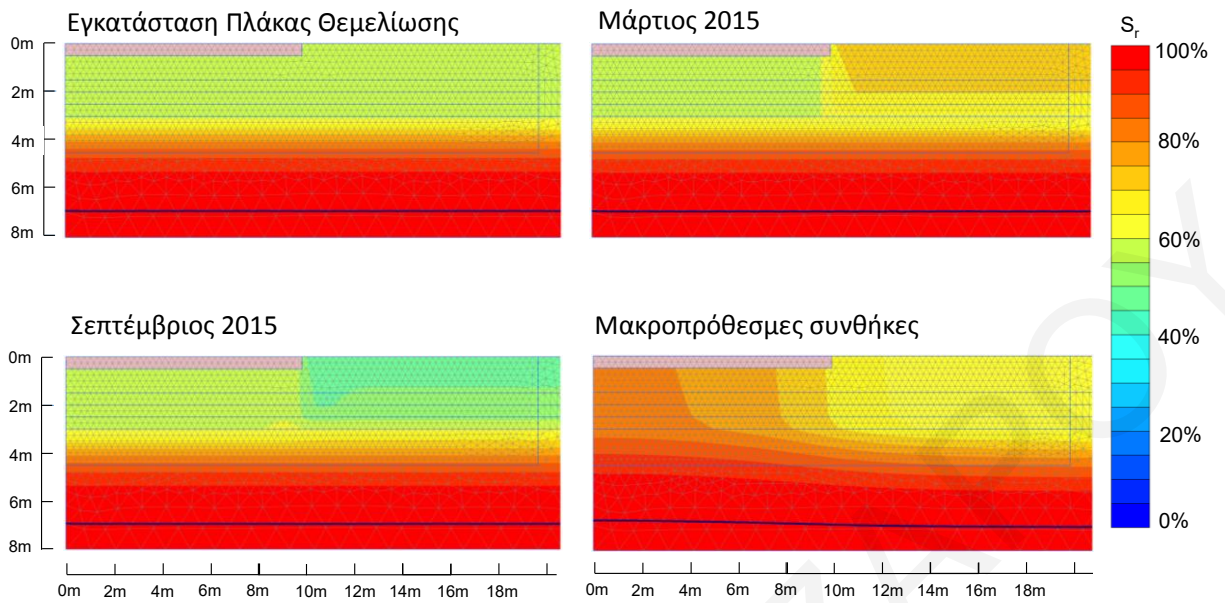 Εγκατάσταση Πλάκας Θεμελίωσης
0m
2m
4m
6m
8m
Μάρτιος 2015
Sr
100%
80%
60%
40%
20%
0%
Σεπτέμβριος 2015
0m
2m
4m
6m
8m
0m 2m 4m 6m 8m 10m 12m 14m 16m 18m
Μακροπρόθεσμες συνθήκες
0m 2m 4m 6m 8m 10m 12m 14m 16m 18m